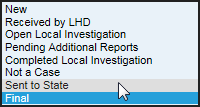 New
Received by LHD
Open Local Investigation
Pending Additional Reports
Completed Local Investigation
Not a Case
Sent to State
Final